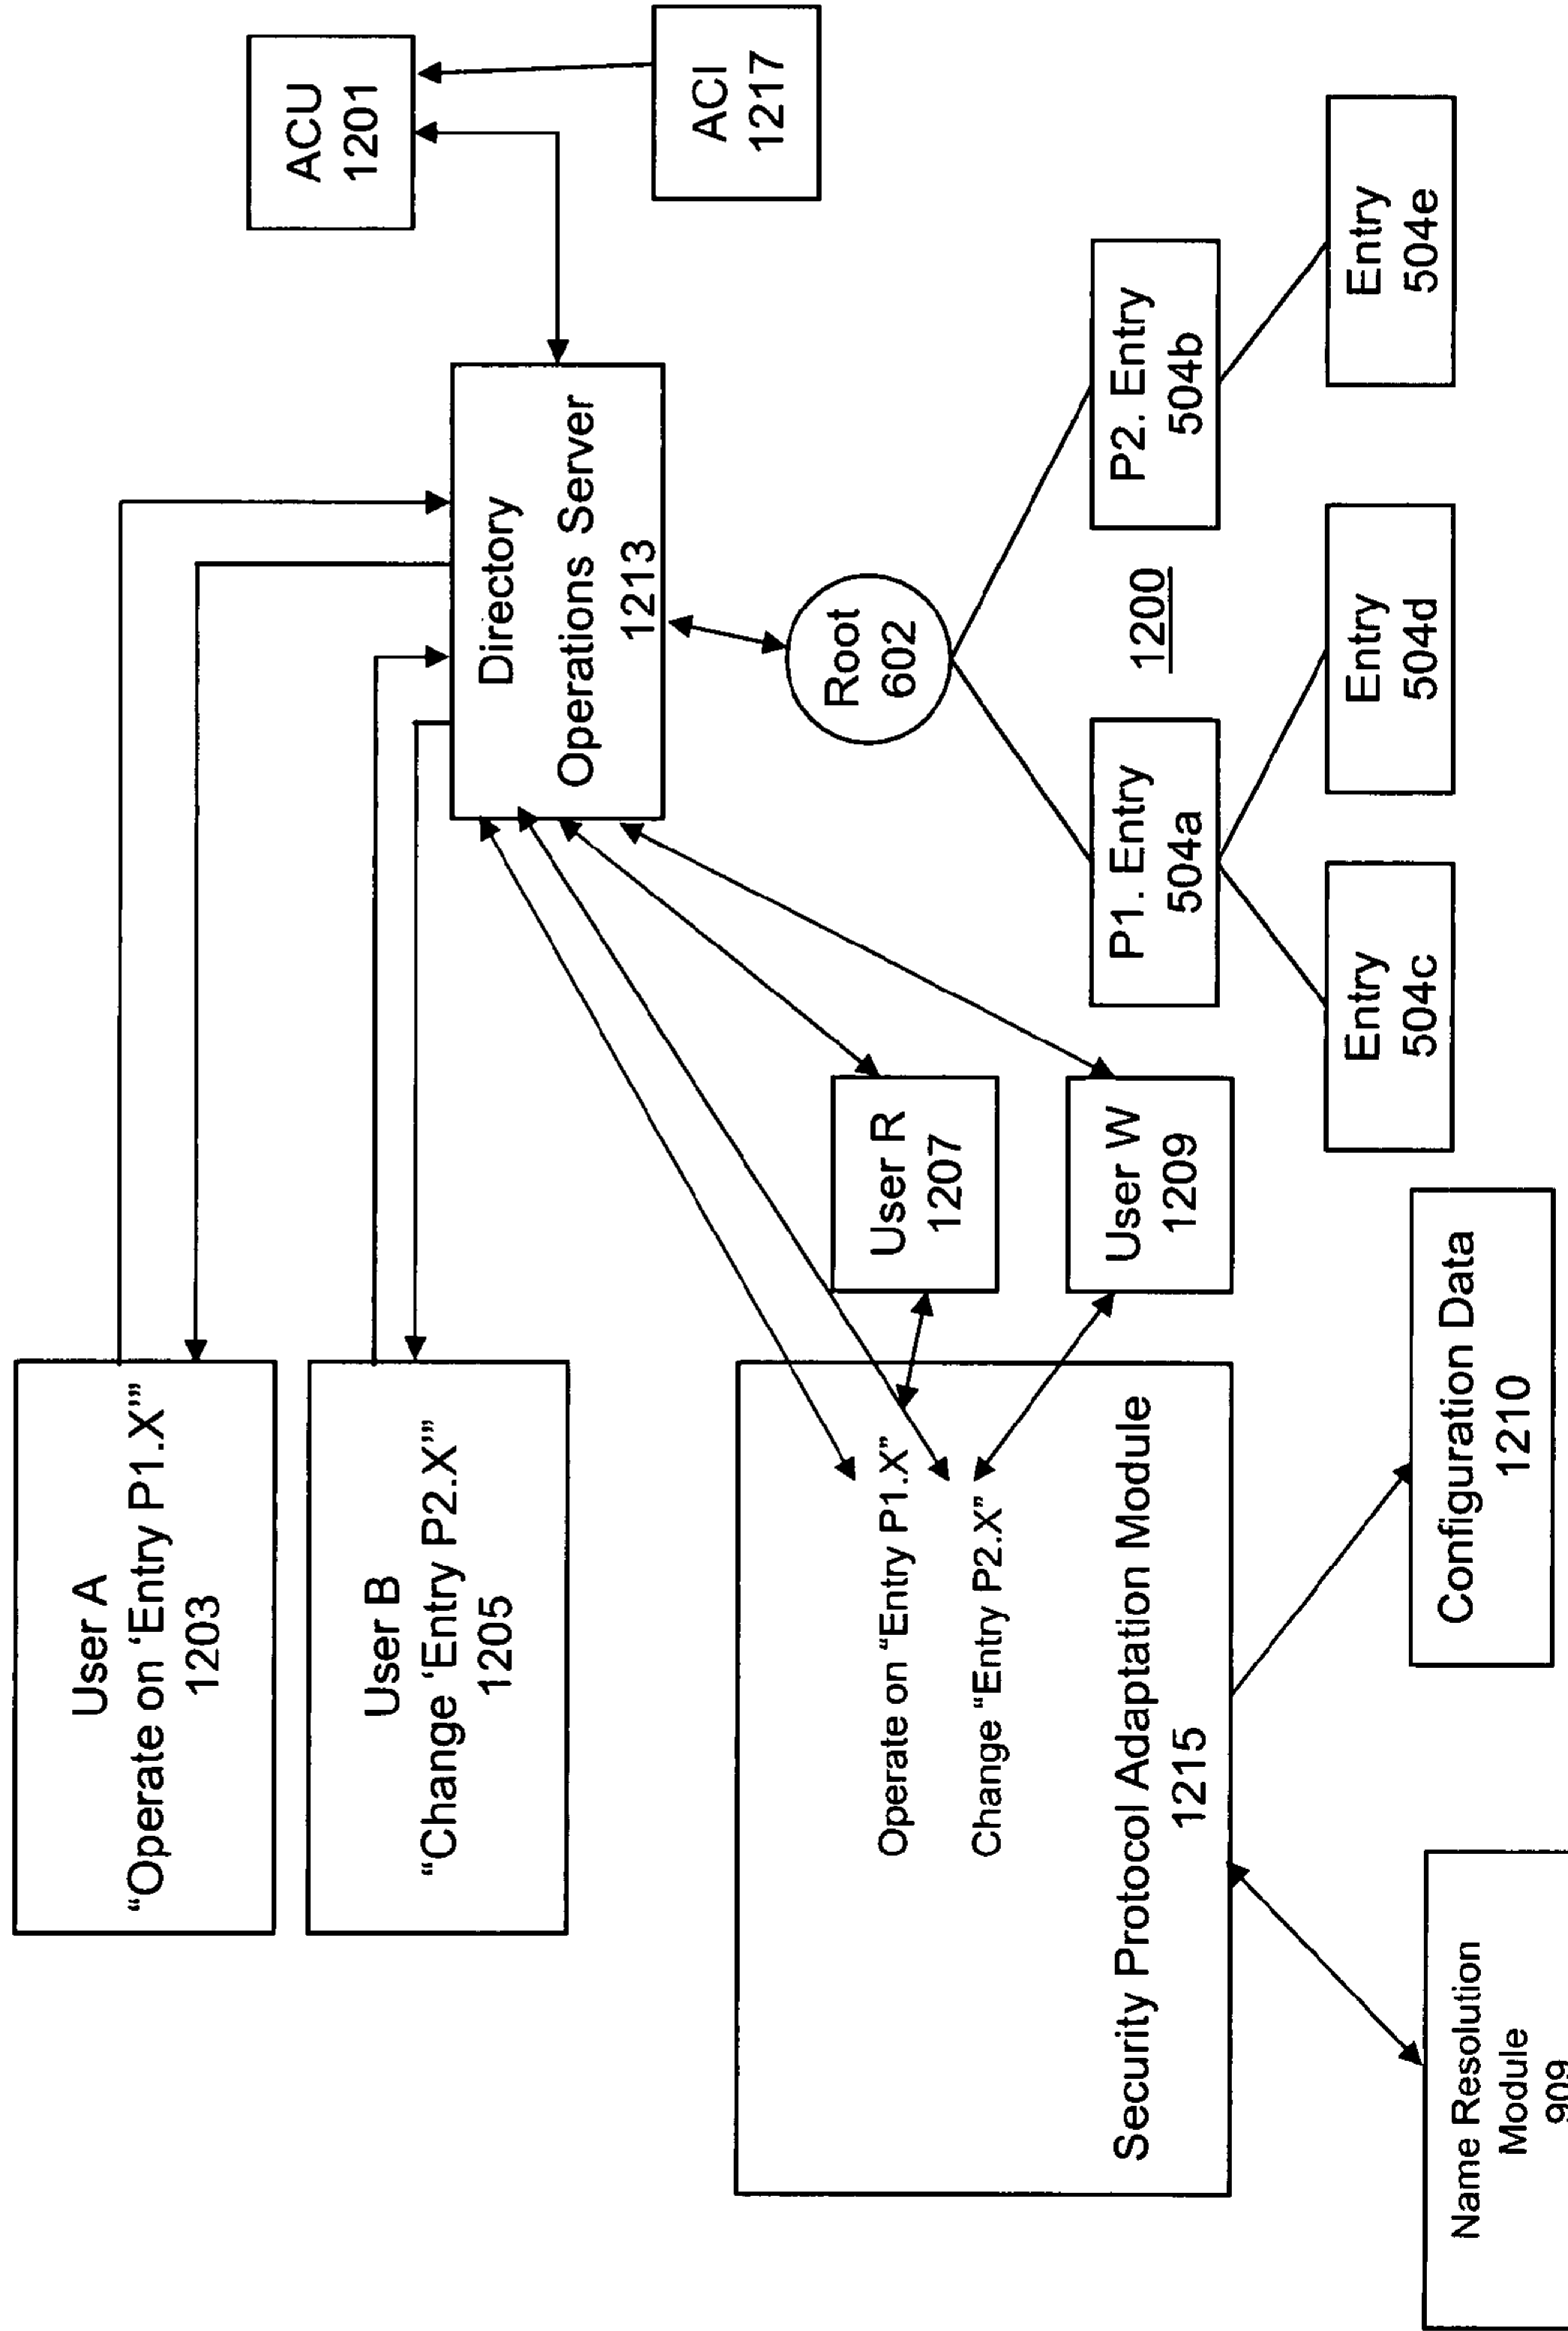 User A
“Operate on ‘Entry P1.X’”
1203
User B
“Change ‘Entry P2.X’”
1205
ACU
1201
Directory
Operations Server
1213
ACI
1217
Operate on “Entry P1.X”
Change “Entry P2.X”
Security Protocol Adaptation Module
1215
User R
1207
User W
1209
Root
602
P1. Entry
504a
1200
P2. Entry
504b
Entry
504c
Entry
504d
Entry
504e
Name Resolution
Module
909
Configuration Data
1210